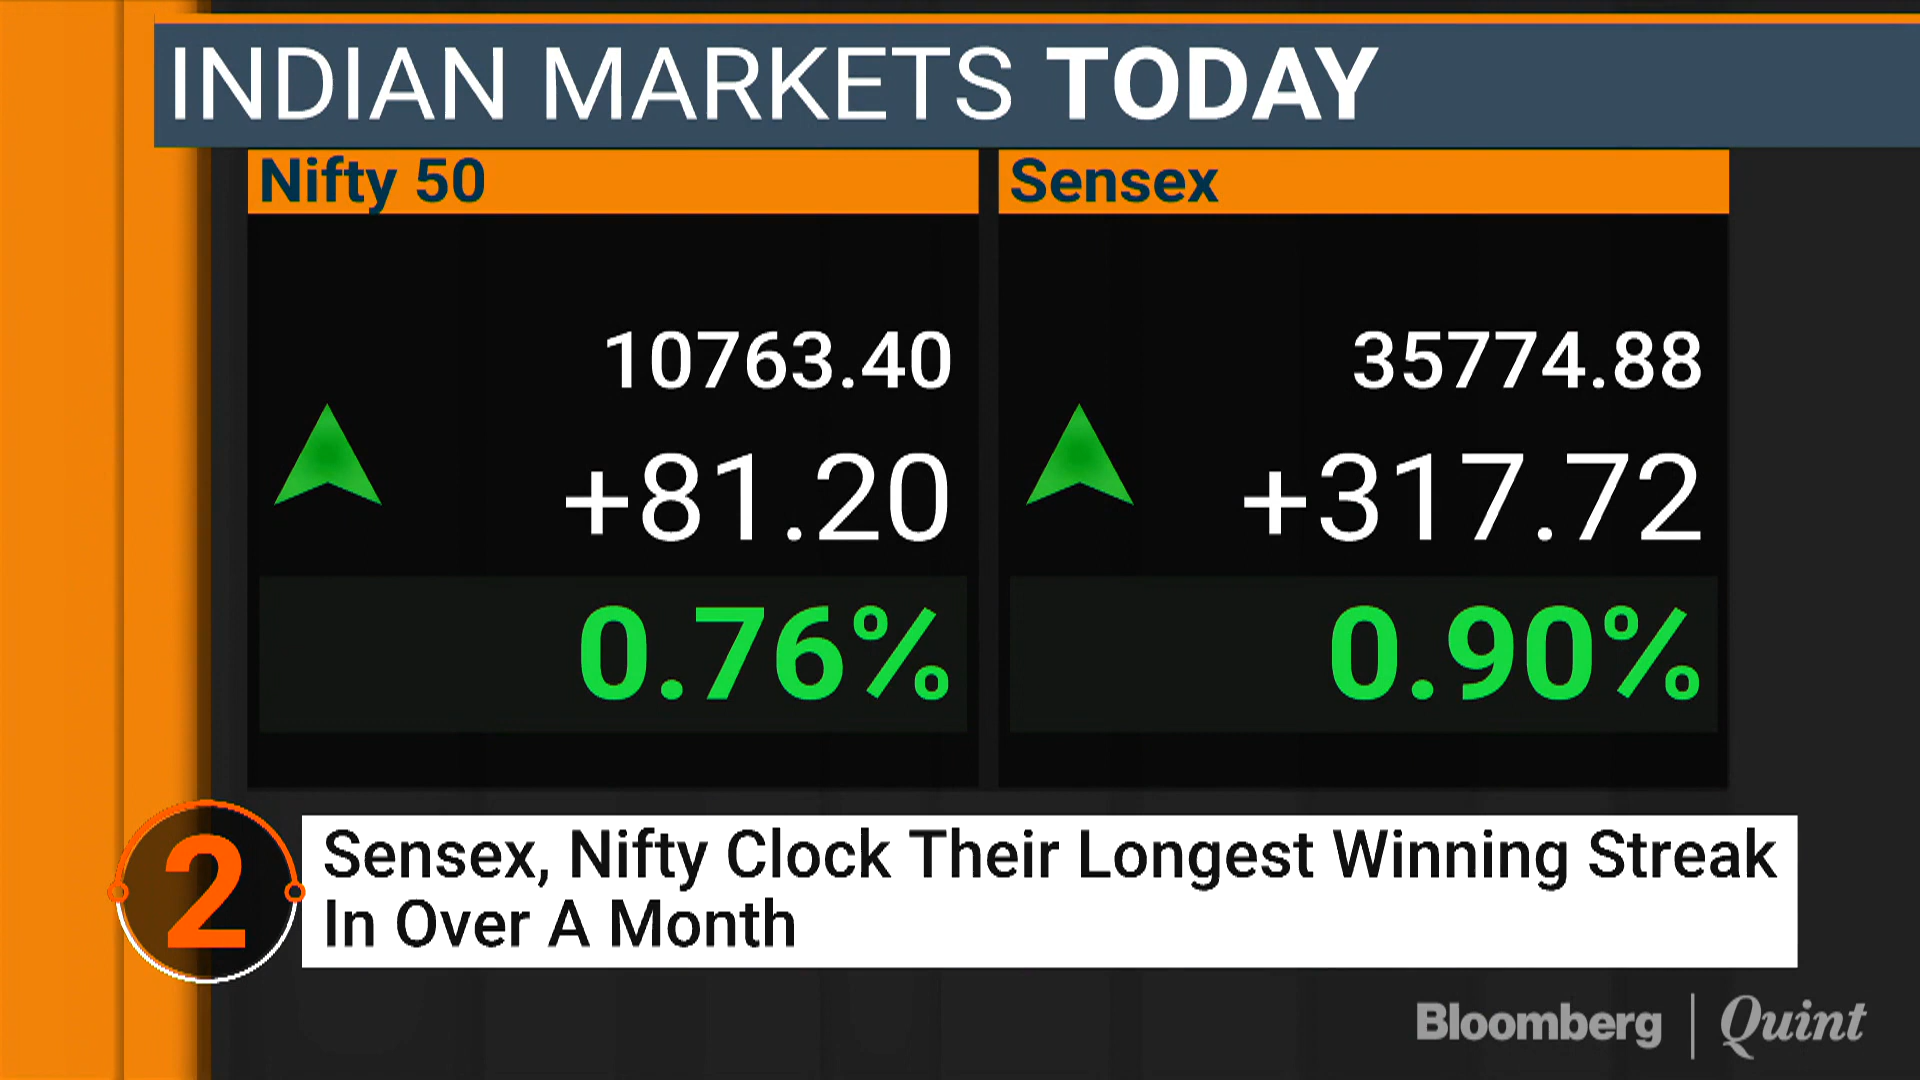 INDIAN MARKETS TODAY
Nifty 50
10763.40
+81.20
0.76%
Sensex
35774.88
+317.72
0.90%
2
Sensex, Nifty Clock Their Longest Winning Streak
In Over A Month
Bloomberg | Quint